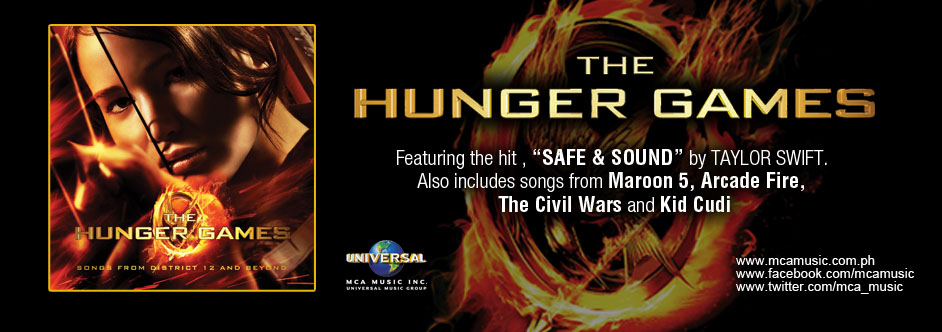 THE
HUNGER GAMES
SONGS FROM DISTRICT 12 AND BEYOND
THE
HUNGER GAMES
Featuring the hit , “SAFE & SOUND” by TAYLOR SWIFT.
Also includes songs from Maroon 5, Arcade Fire,
The Civil Wars and Kid Cudi
UNIVERSAL
MCA MUSIC INC.
UNIVERSAL MUSIC GROUP
www.mcamusic.com.ph
www.facebook.com/mcamusic
www.twitter.com/mca_music